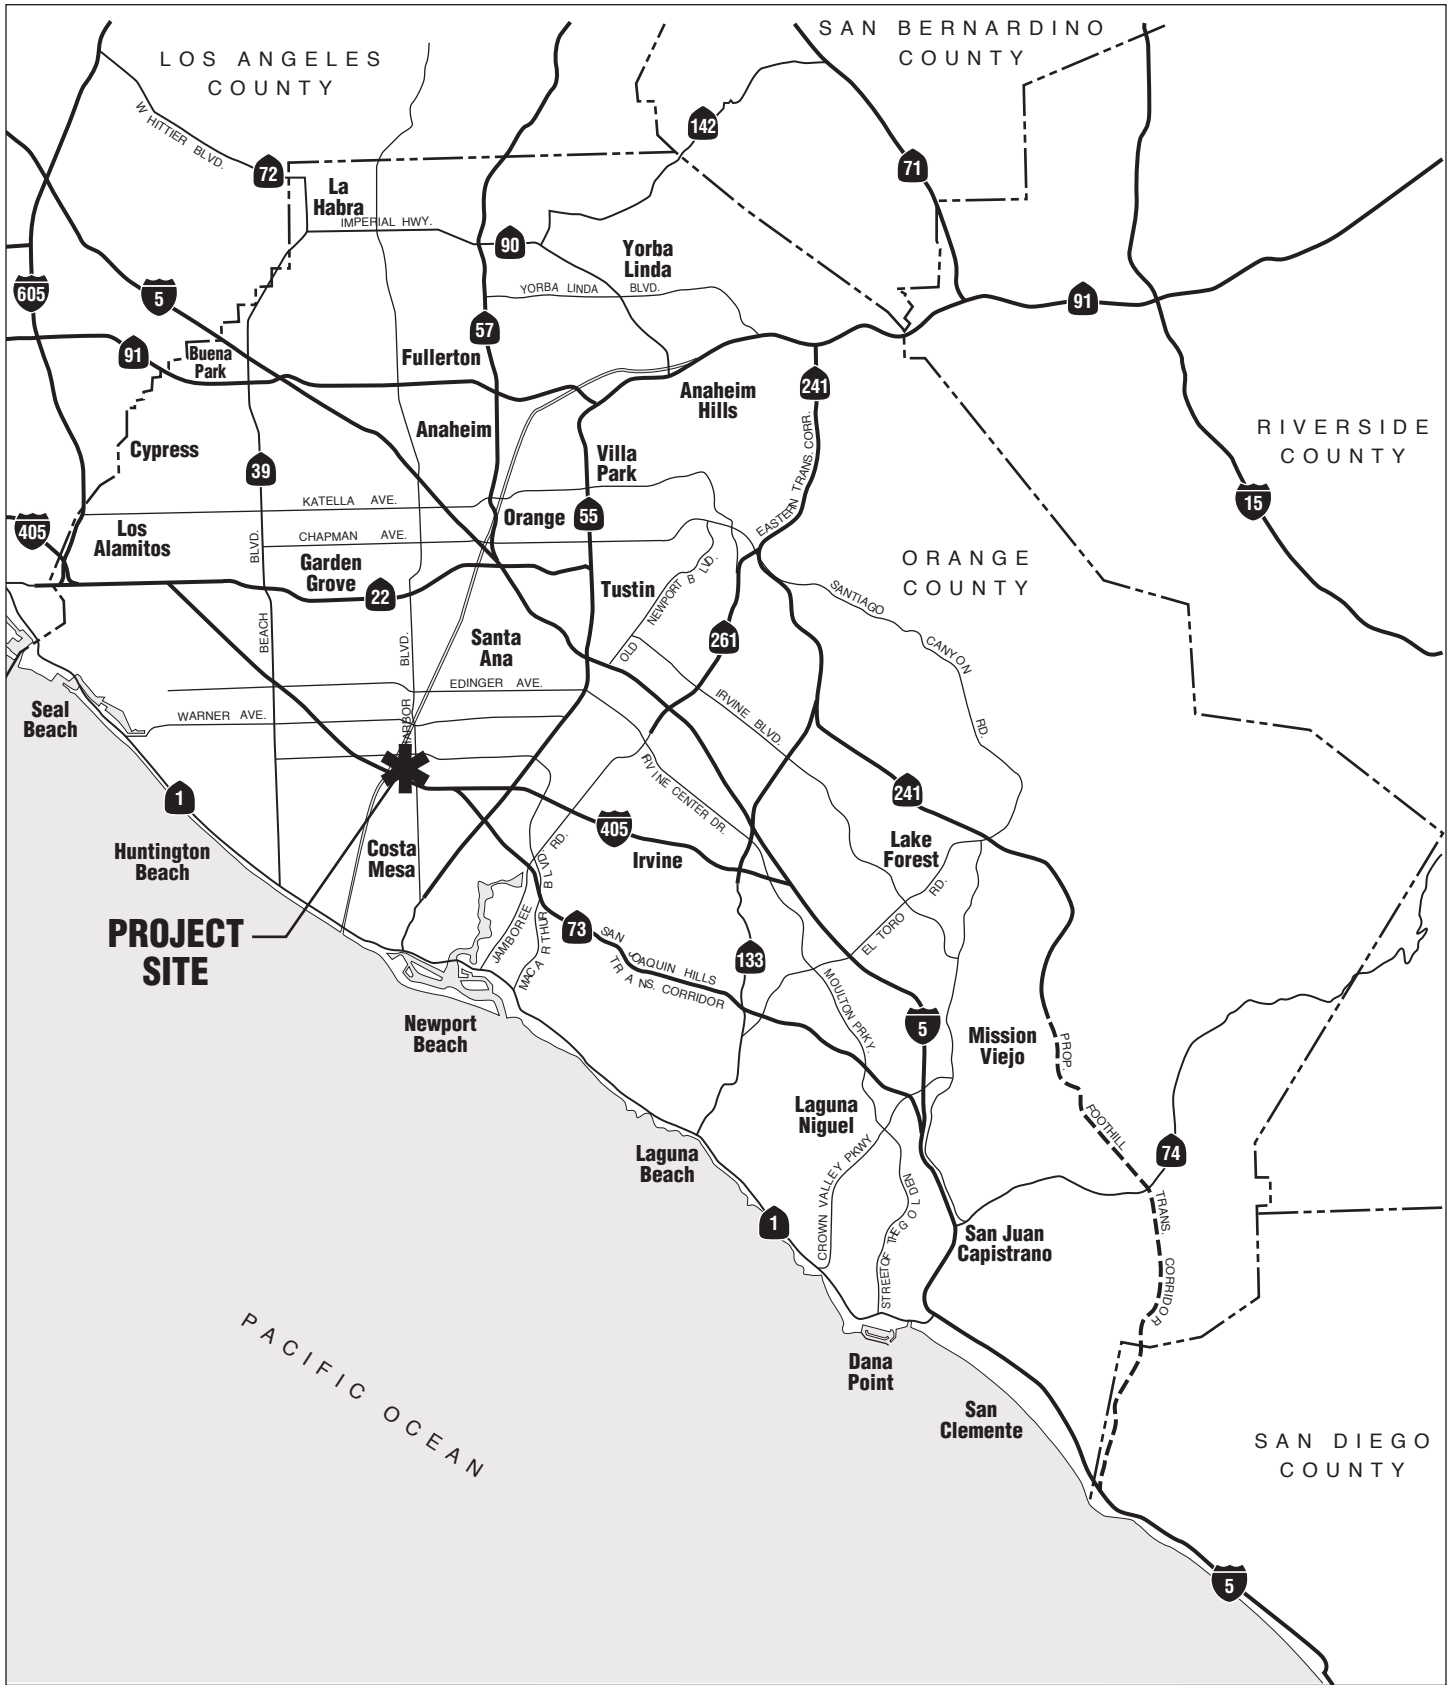 LOS ANGELES
COUNTY
SAN BERNARDINO
COUNTY
WHITTIER BLVD.
142
71
72
La
Habra
IMPERIAL HWY.
90
Yorba
Linda
605
5
YORBA LINDA BLVD.
91
57
91
Buena
Park
Fullerton
241
Anaheim
Hills
Anaheim
EASTERN TRANS. CORR.
RIVERSIDE
COUNTY
Cypress
Villa
Park
39
KATELLA AVE.
15
405
Los
Alamitos
Orange
55
BLVD.
CHAPMAN AVE.
ORANGE
COUNTY
Garden
Grove
22
Tustin
OLD NEWPORT BLVD.
SANTIAGO CANYON RD.
BEACH
BLVD.
Santa
Ana
261
EDINGER AVE.
Seal
Beach
WARNER AVE.
HARBOR
IRVINE BLVD.
1
IRVINE CENTER DR.
241
405
Huntington
Beach
Costa
Mesa
Irvine
Lake
Forest
JAMBOREE RD.
MACARTHUR BLVD.
EL TORO RD.
PROJECT
SITE
73
SAN JOAQUIN HILLS
TRANS. CORRIDOR
133
MOULTON PRKY.
Newport
Beach
5
Mission
Viejo
PROP. FOOTHILL TRANS. CORRIDOR
Laguna
Niguel
74
Laguna
Beach
CROWN VALLEY PKWY
STREET OF THE GOLDEN
1
San Juan
Capistrano
PACIFIC OCEAN
Dana
Point
San
Clemente
SAN DIEGO
COUNTY
5